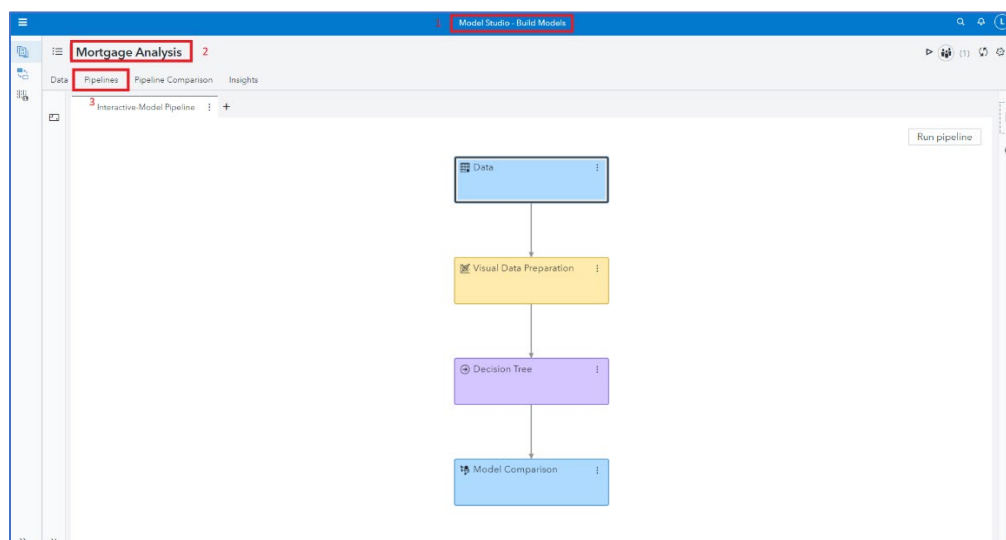 1 Model Studio - Build Models
Mortgage Analysis 2
(1)
Data Pipelines Pipeline Comparison Insights
3 Interactive-Model Pipeline +
Run pipeline
Data
Visual Data Preparation
Decision Tree
Model Comparison